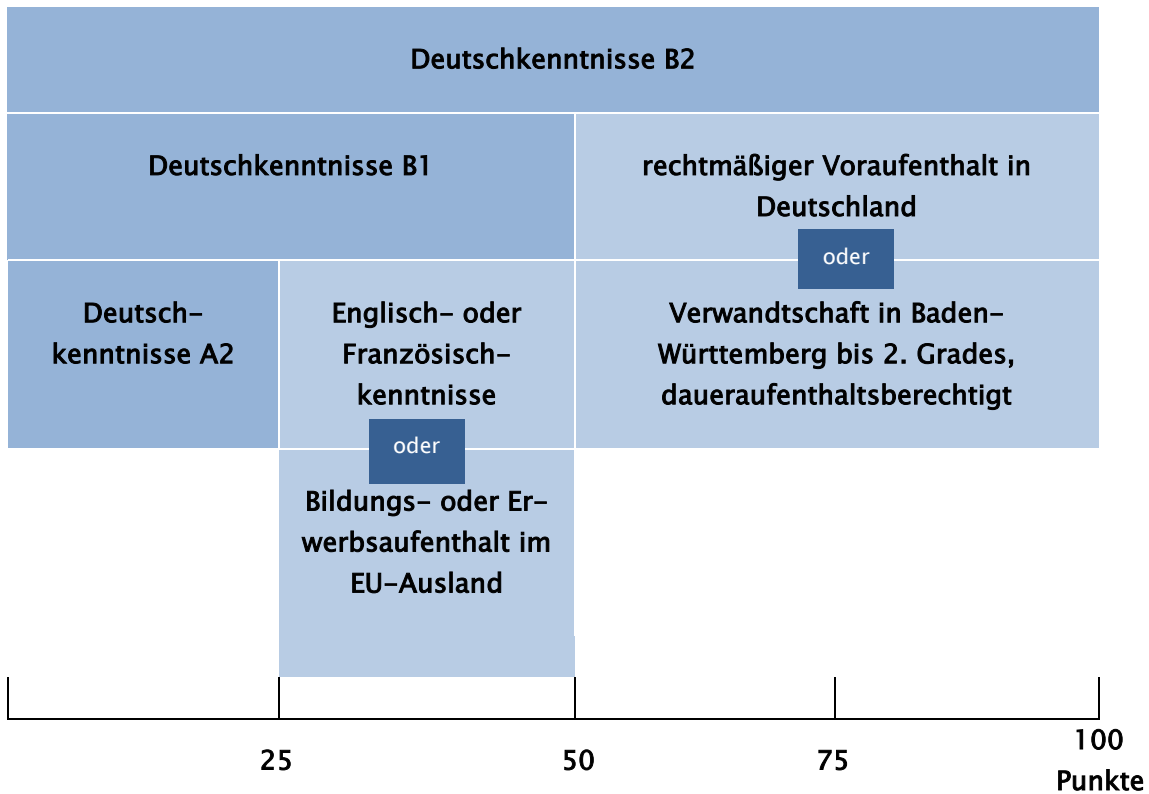 Deutschkenntnisse B2
Deutschkenntnisse B1
rechtmäßiger Voraufenthalt in
Deutschland
oder
Deutsch-
kenntnisse A2
Englisch- oder
Französisch-
kenntnisse
oder
Bildungs- oder Er-
werbsaufenthalt im
EU-Ausland
Verwandtschaft in Baden-
Württemberg bis 2. Grades,
daueraufenthaltsberechtigt
25
50
75
100
Punkte